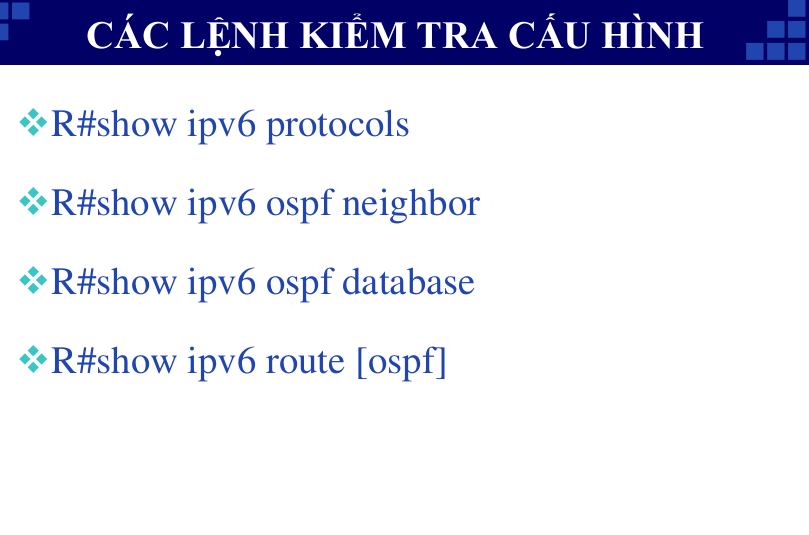 CÁC LỆNH KIỂM TRA CẤU HÌNH
R#show ipv6 protocols
R#show ipv6 ospf neighbor
R#show ipv6 ospf database
R#show ipv6 route [ospf]